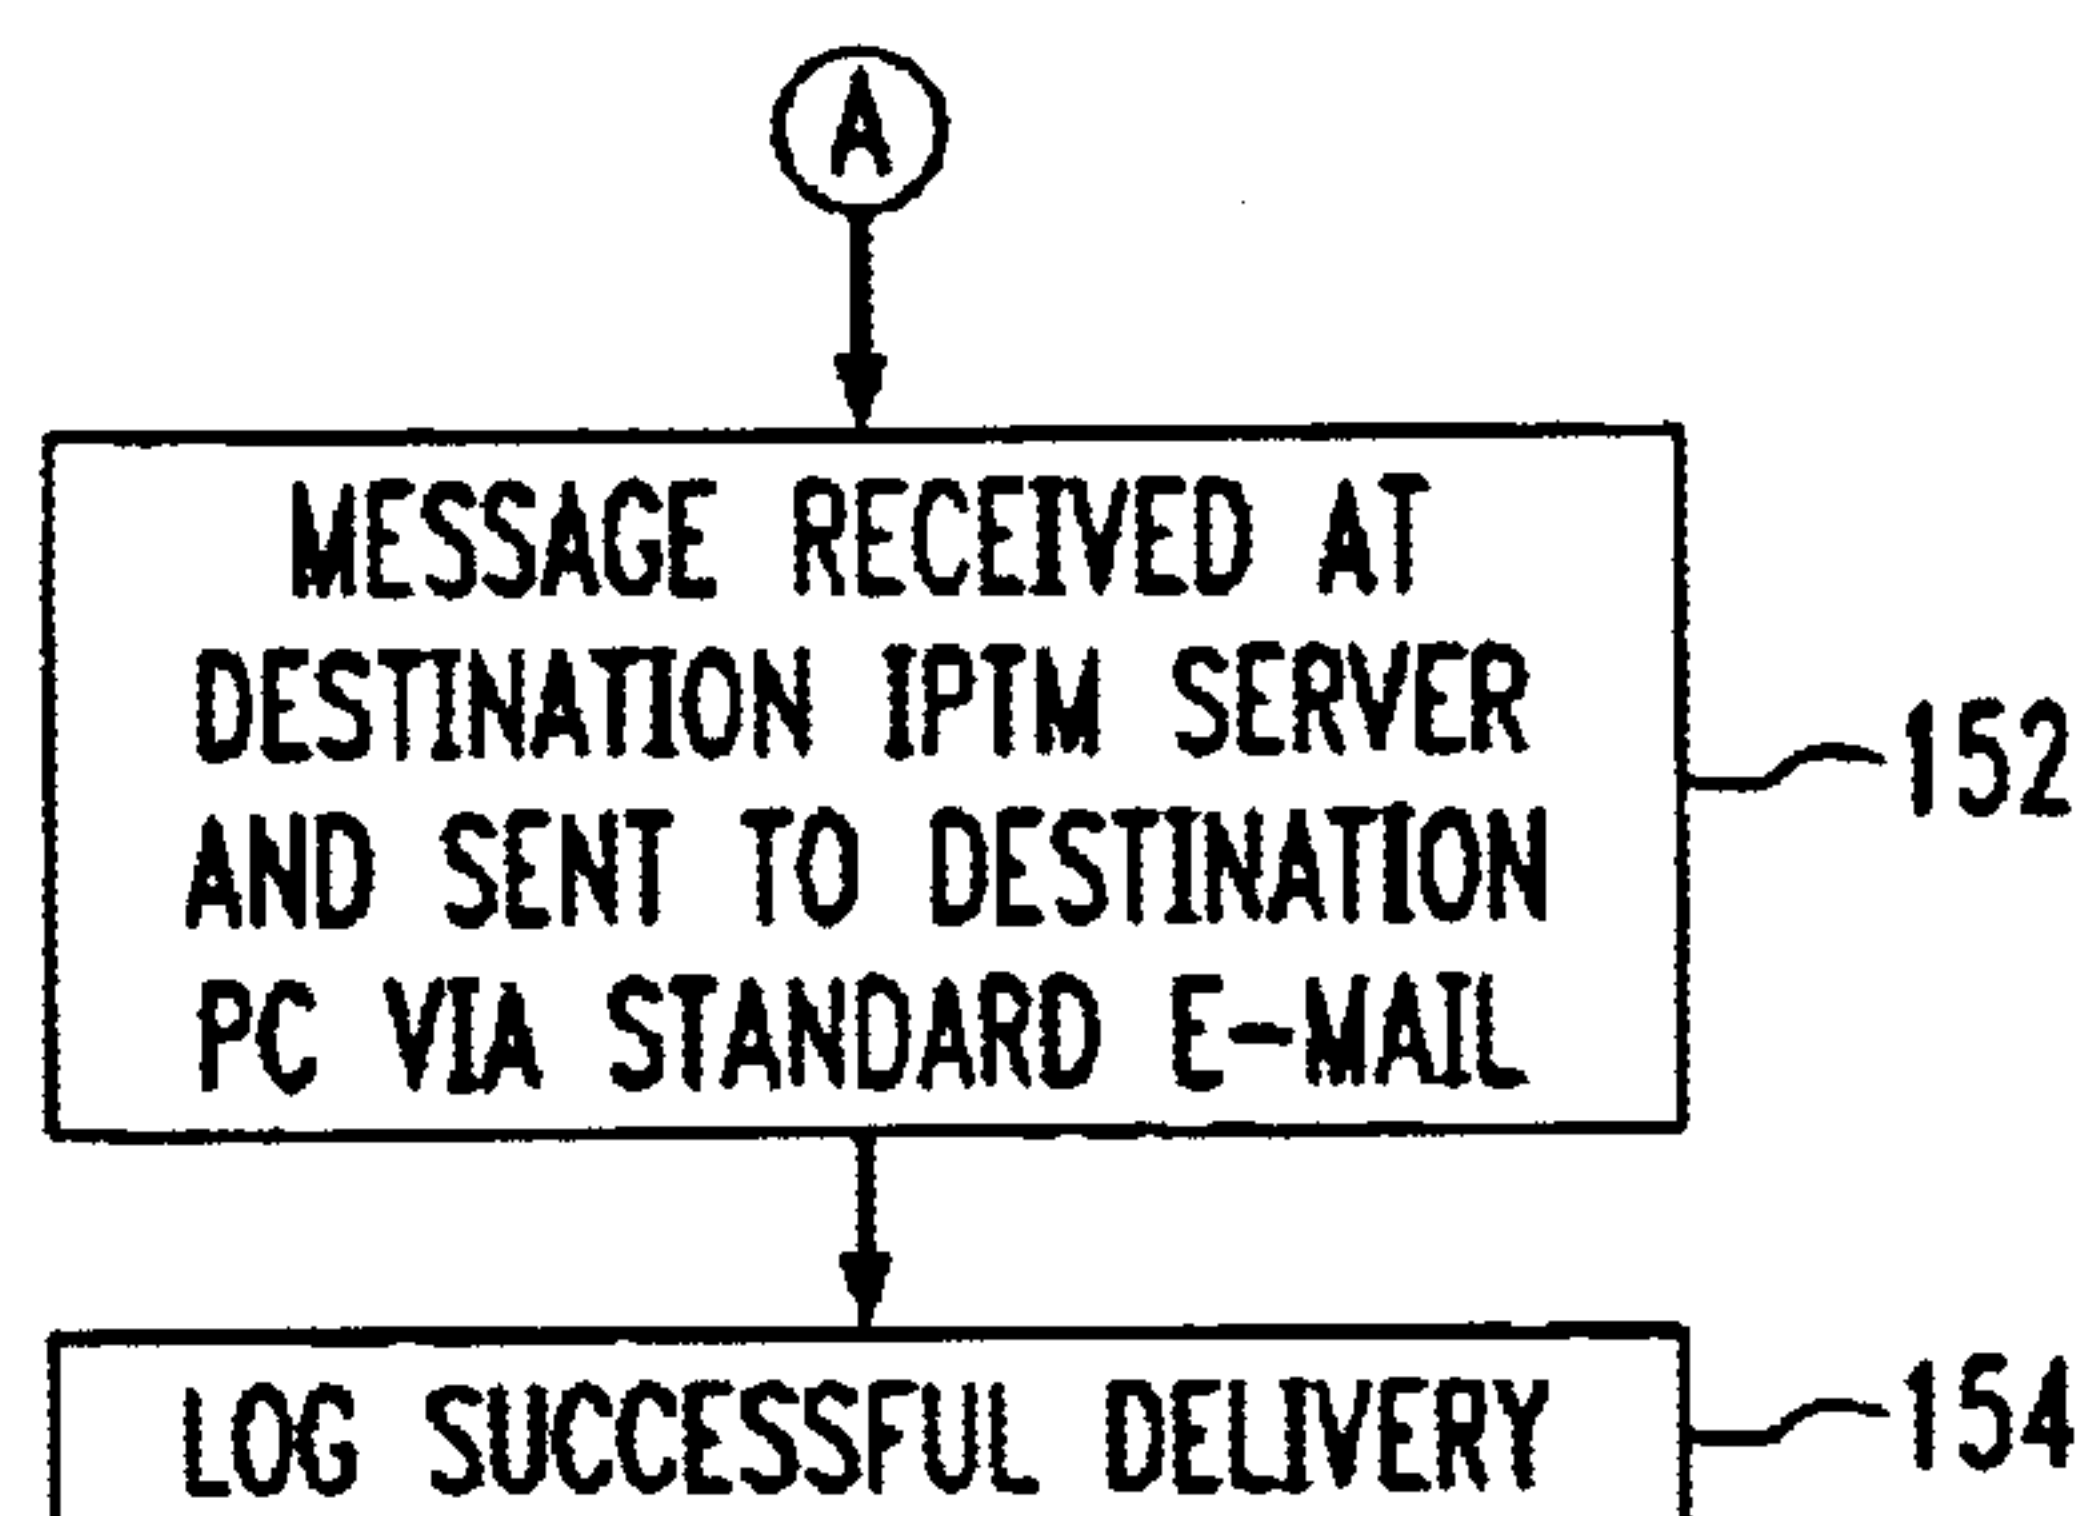 A
MESSAGE RECEIVED AT
DESTINATION IPTM SERVER
AND SENT TO DESTINATION
PC VIA STANDARD E-MAIL
152
LOG SUCCESSFUL DELIVERY
154